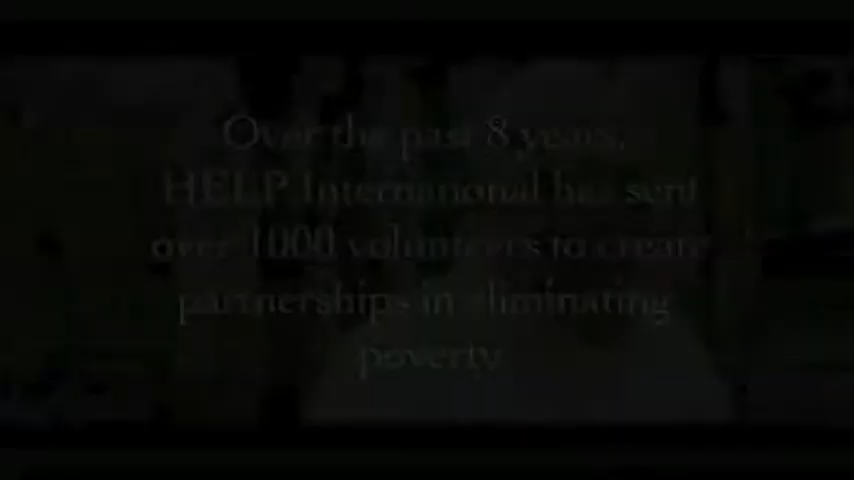 Over the past 8 years,
HELP International has sent
over 1000 volunteers to create
partnerships in eliminating
poverty